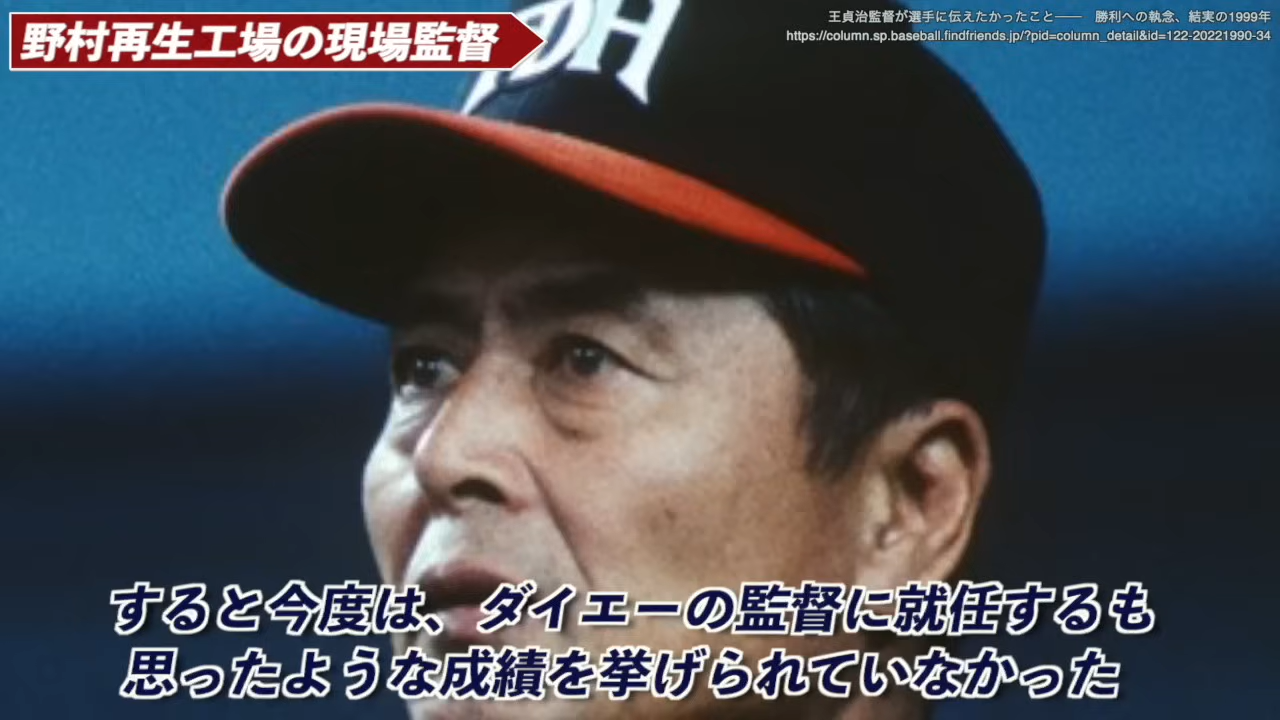 野村再生工場の現場監督
王貞治監督が選手に伝えたかったこと―― 勝利への執念、結実の1999年
https://column.sp.baseball.findfriends.jp/?pid=column_detail&id=122-20221990-34
DH
すると今度は、ダイエーの監督に就任するも
思ったような成績を挙げられていなかった